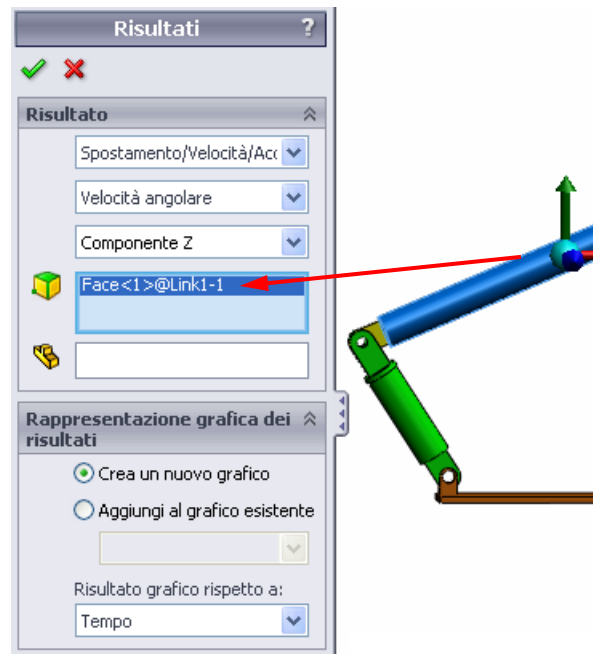 Risultati ?
Risultato
Spostamento/Velocità/Acc
Velocità angolare
Componente Z
Face<1>@Link1-1
Rappresentazione grafica dei
risultati
Crea un nuovo grafico
Aggiungi al grafico esistente
Risultato grafico rispetto a:
Tempo